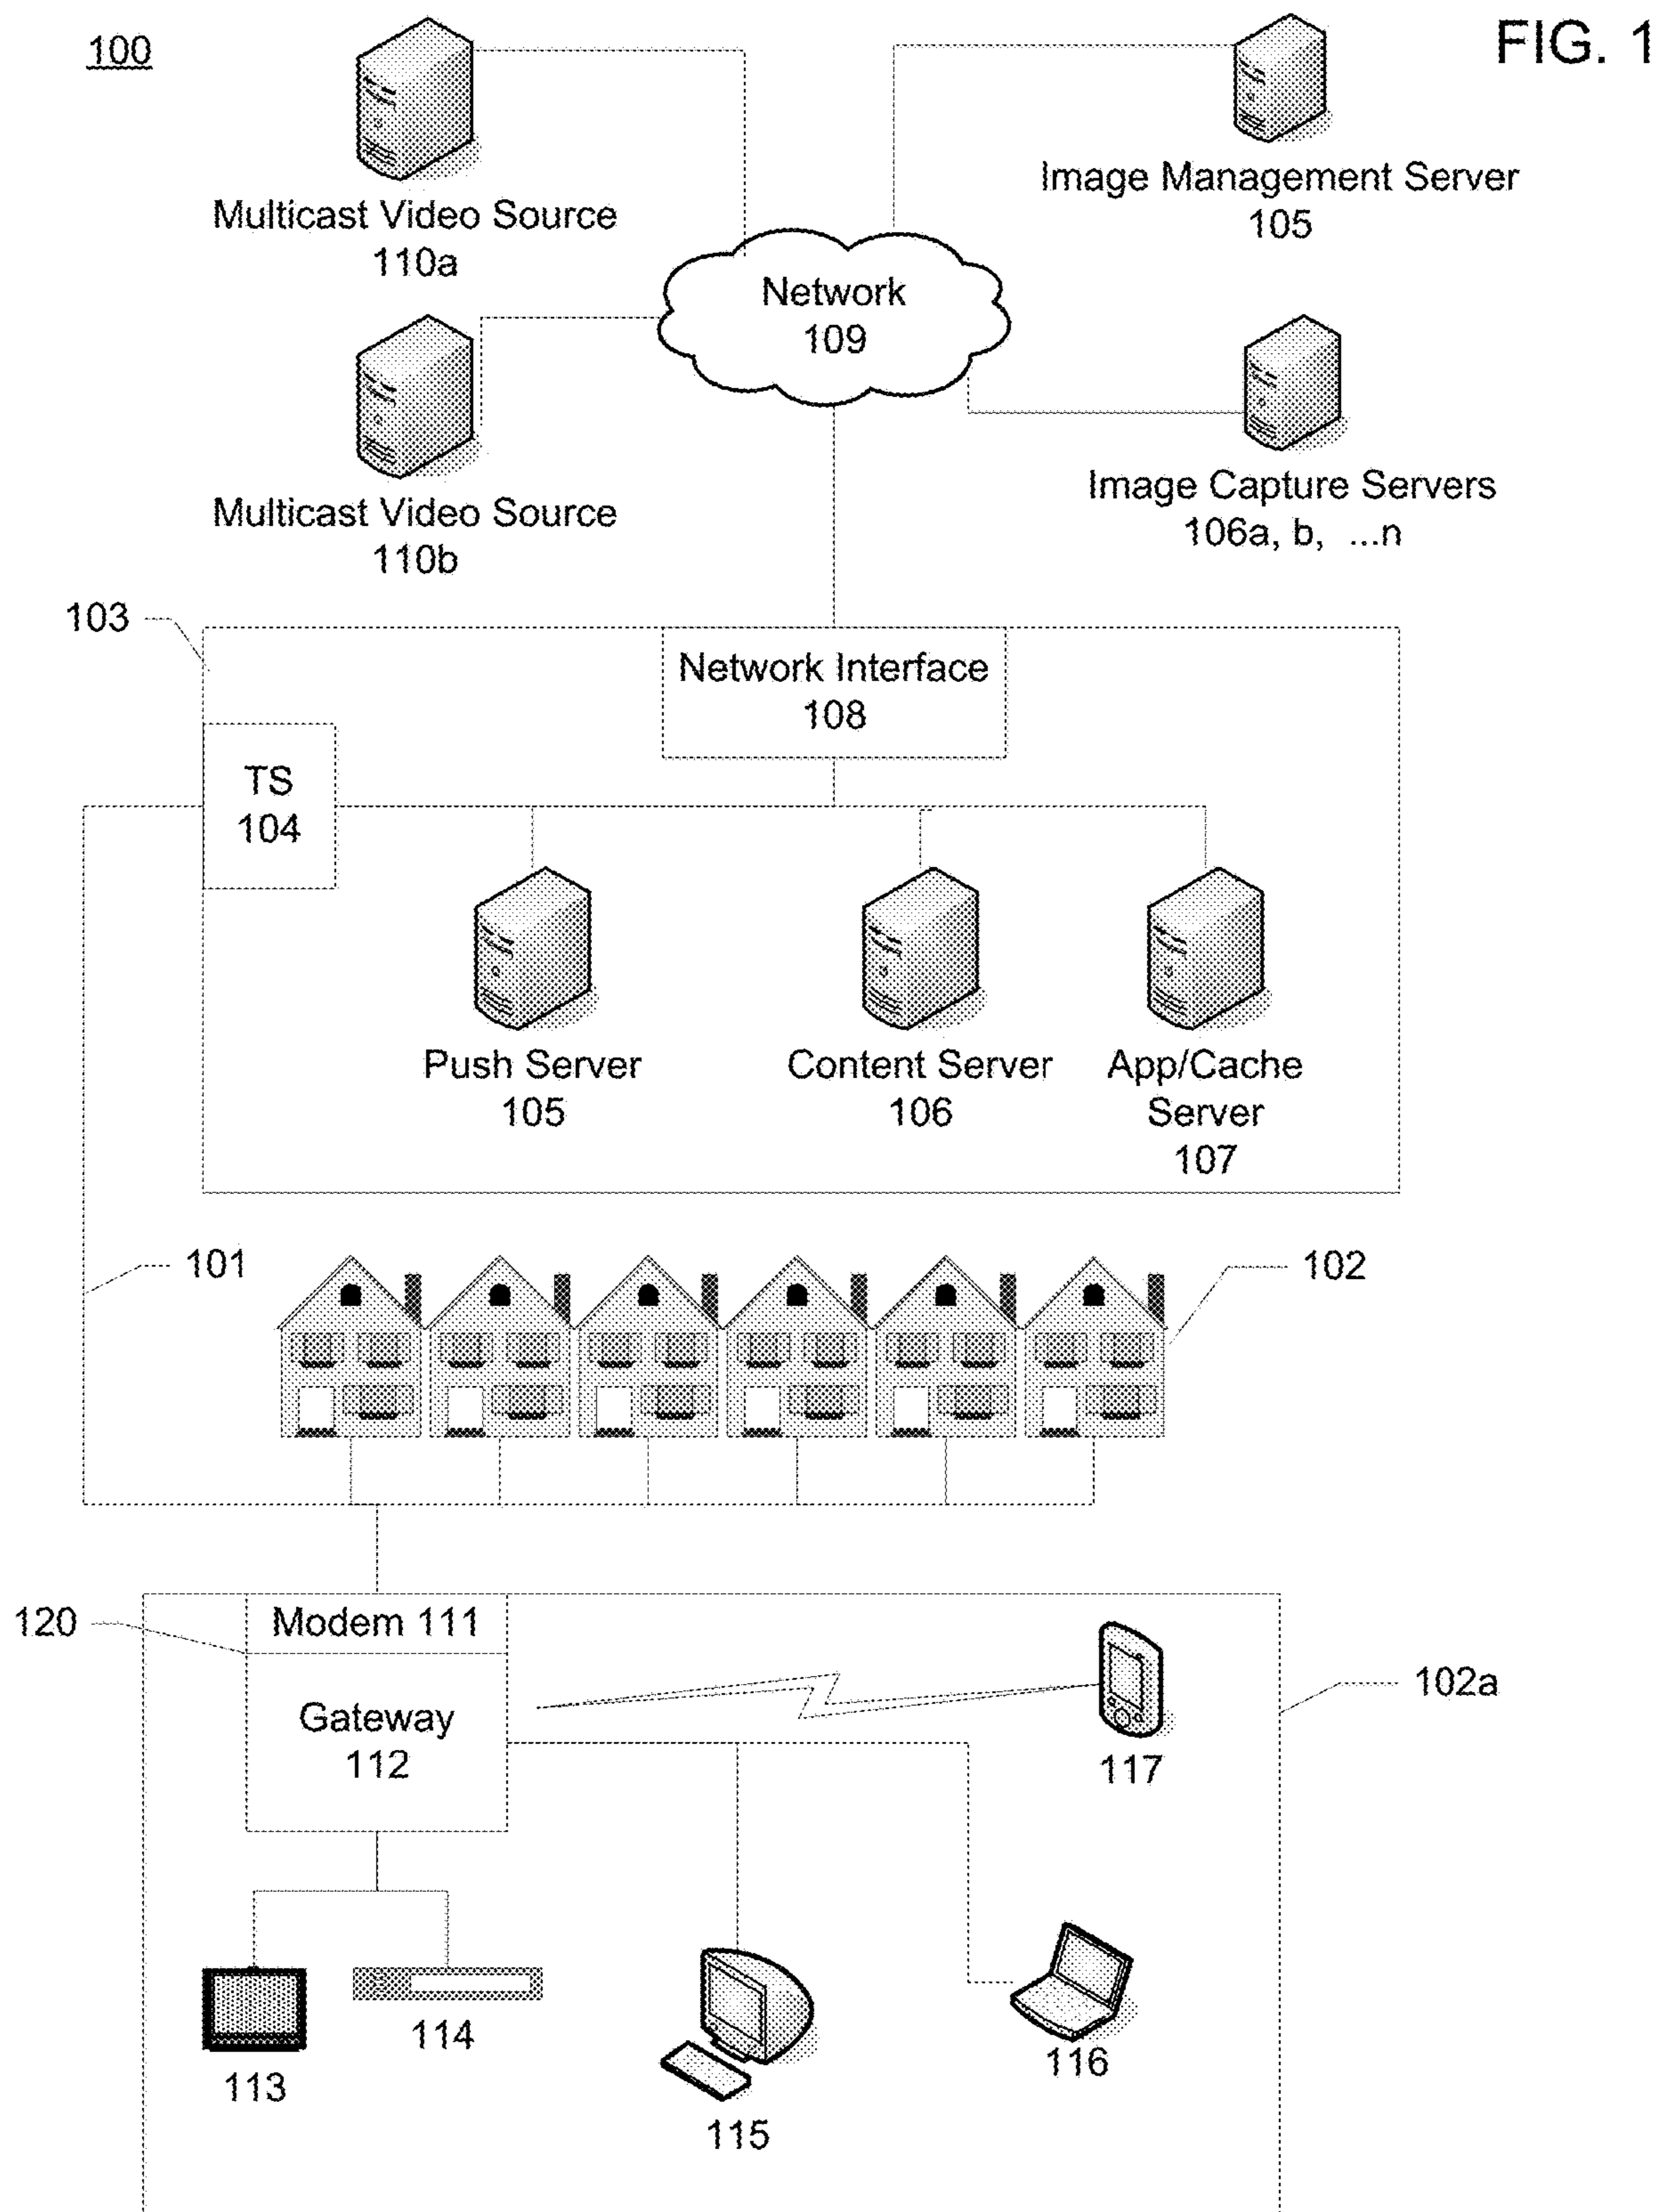 FIG. 1
100
Multicast Video Source
110a
Image Management Server
105
Network
109
Multicast Video Source
110b
Image Capture Servers
106a, b, ...n
103
Network Interface
108
TS
104
Push Server
105
Content Server
106
App/Cache
Server
107
101
102
120
Modem 111
Gateway
112
117
102a
113
114
115
116